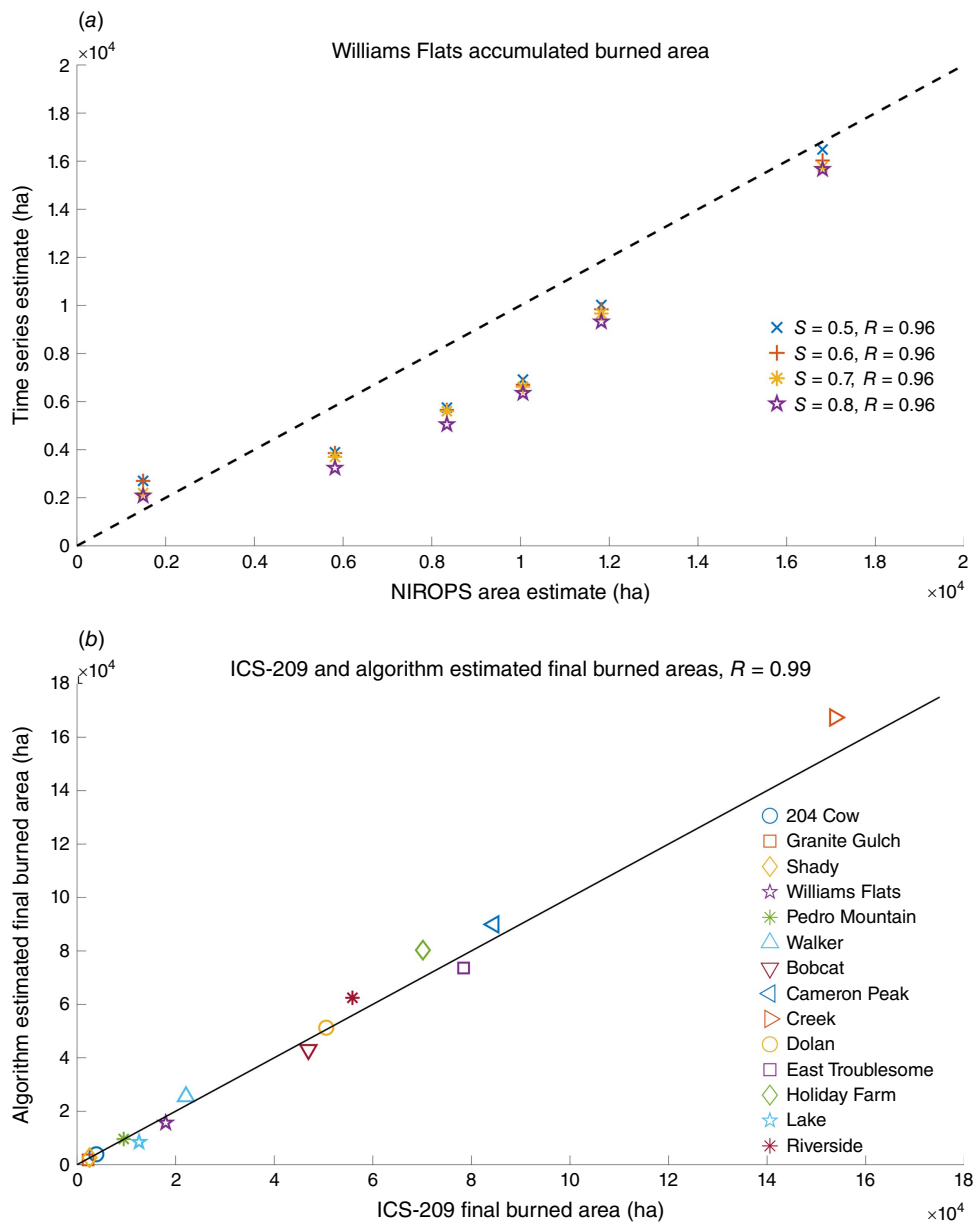 (a)
×10⁴
Williams Flats accumulated burned area
2
1.8
1.6
1.4
1.2
1
0.8
0.6
0.4
0.2
0
Time series estimate (ha)
S = 0.5, R = 0.96
S = 0.6, R = 0.96
S = 0.7, R = 0.96
S = 0.8, R = 0.96
0 0.2 0.4 0.6 0.8 1 1.2 1.4 1.6 1.8 2
NIROPS area estimate (ha)
×10⁴
(b)
×10⁴
ICS-209 and algorithm estimated final burned areas, R = 0.99
18
16
14
12
10
8
6
4
2
0
Algorithm estimated final burned area (ha)
204 Cow
Granite Gulch
Shady
Williams Flats
Pedro Mountain
Walker
Bobcat
Cameron Peak
Creek
Dolan
East Troublesome
Holiday Farm
Lake
Riverside
0 2 4 6 8 10 12 14 16 18
ICS-209 final burned area (ha)
×10⁴